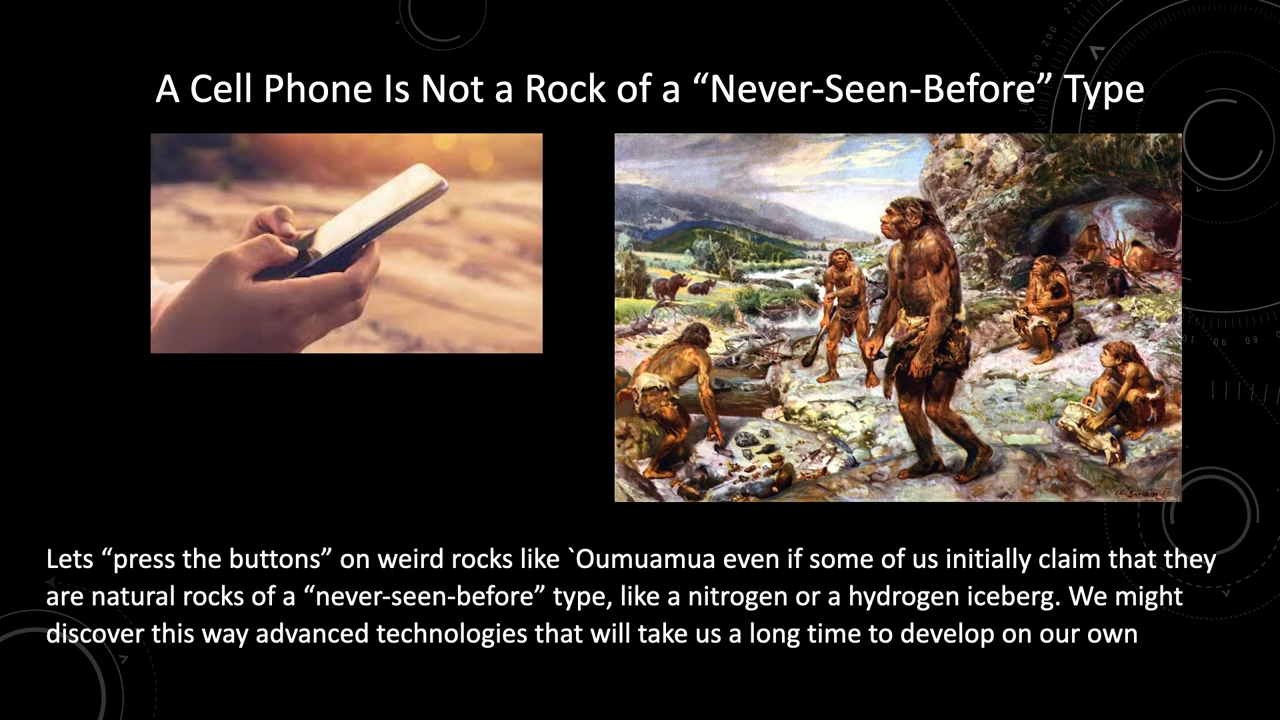 A Cell Phone Is Not a Rock of a “Never-Seen-Before” Type
Lets “press the buttons” on weird rocks like `Oumuamua even if some of us initially claim that they
are natural rocks of a “never-seen-before” type, like a nitrogen or a hydrogen iceberg. We might
discover this way advanced technologies that will take us a long time to develop on our own